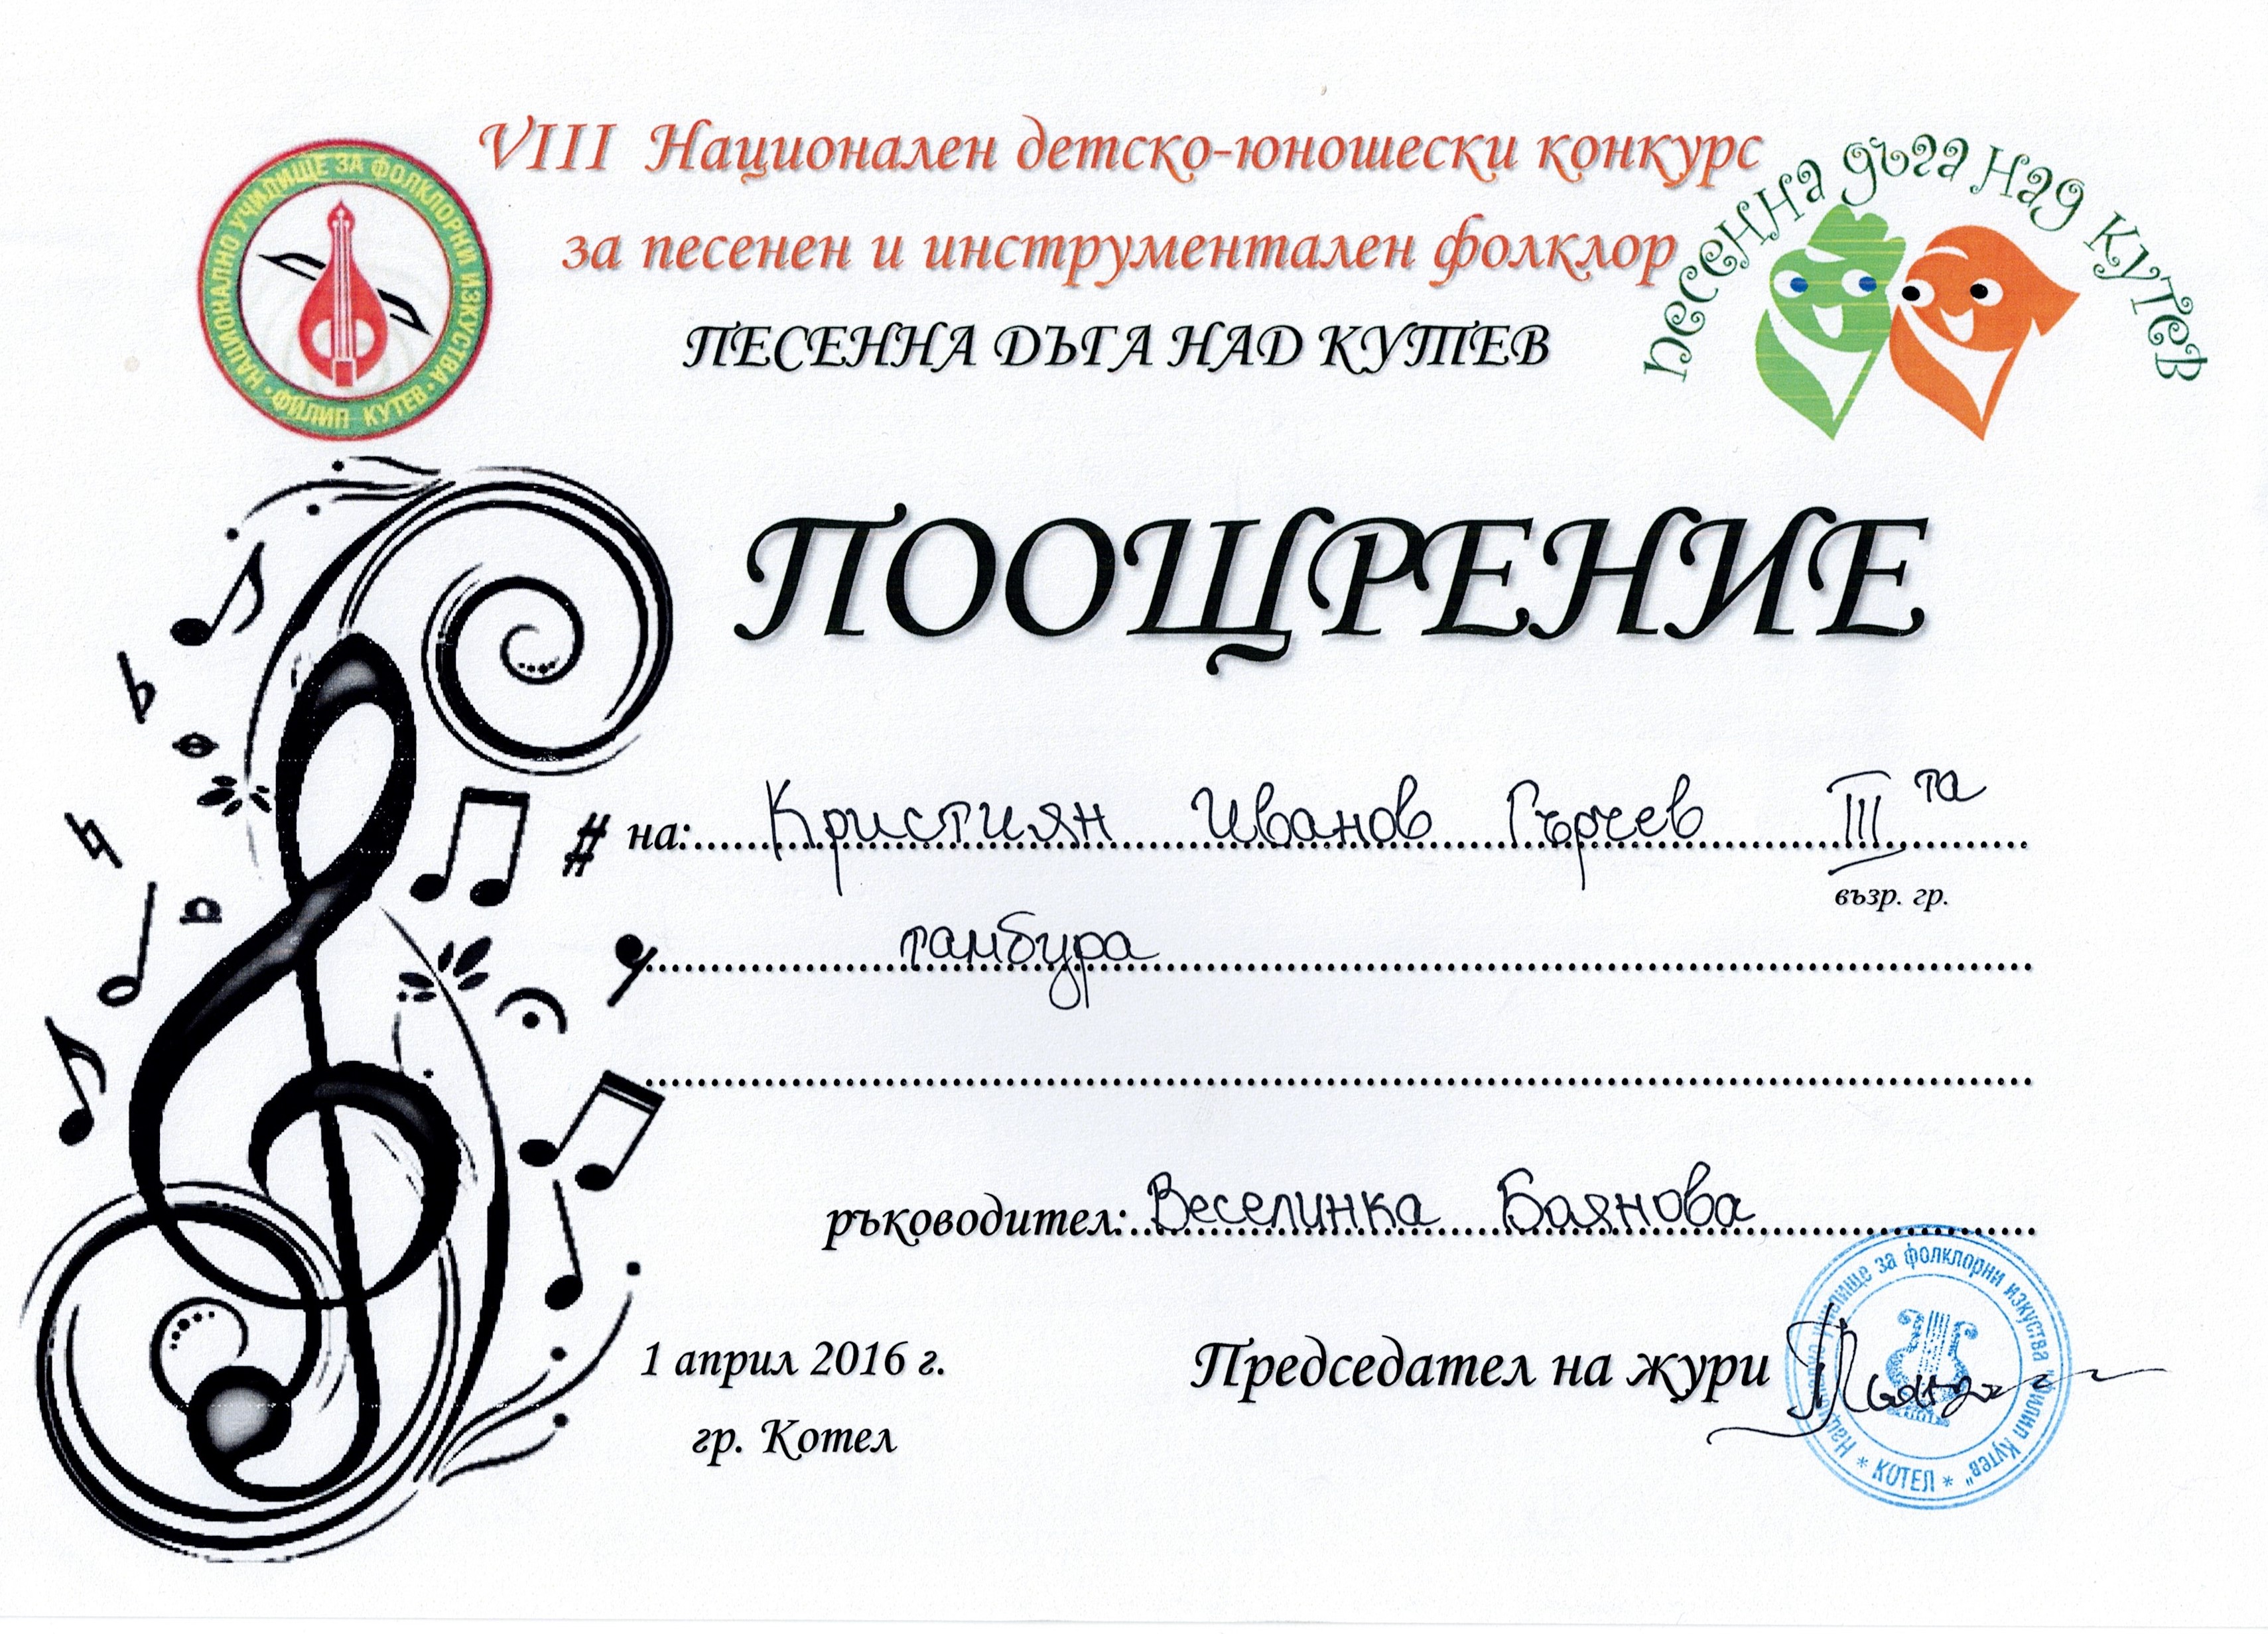 VIII Национален детско-юношески конкурс
за песенен и инструментален фолклор
ПЕСЕННА ДЪГА НАД КУТЕВ
НАЦИОНАЛНО УЧИЛИЩЕ ЗА ФОЛКЛОРНИ ИЗКУСТВА
ФИЛИП КУТЕВ
песенна дъга над кутев
ПООЩРЕНИЕ
на: Кристиян Иванов Гърчев III та
възр. гр.
тамбура
ръководител: Веселинка Баянова
1 април 2016 г.
гр. Котел
Председател на жури
Национално училище за фолклорни изкуства "Филип Кутев"
* КОТЕЛ *